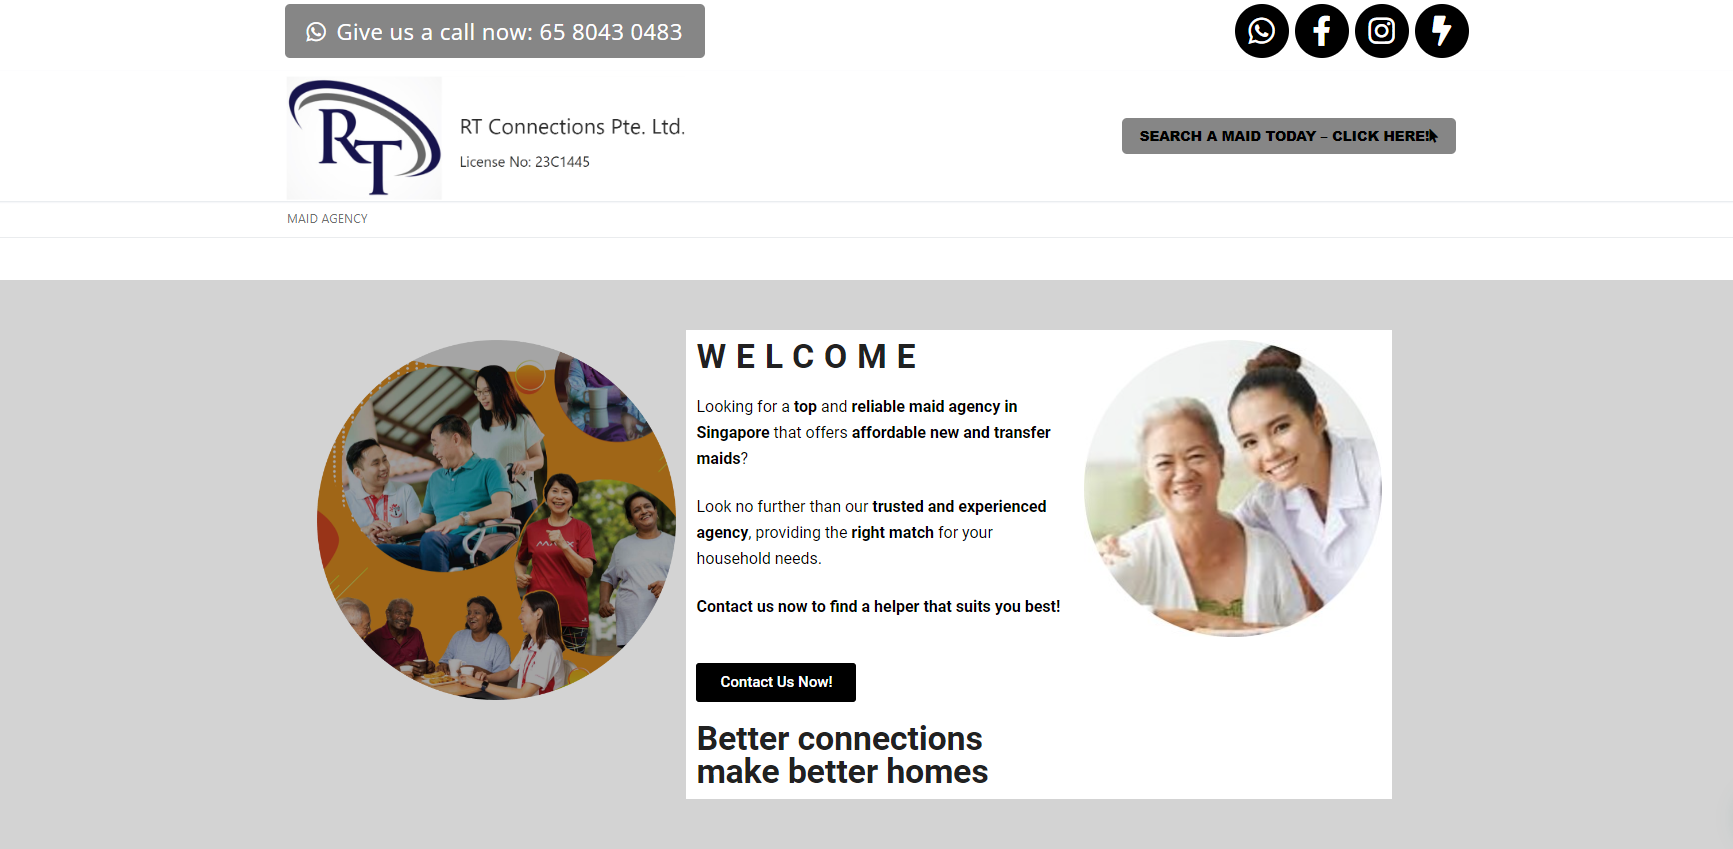 Give us a call now: 65 8043 0483
RT
RT Connections Pte. Ltd.
License No: 23C1445
SEARCH A MAID TODAY – CLICK HERE!
MAID AGENCY
WELCOME
Looking for a top and reliable maid agency in
Singapore that offers affordable new and transfer
maids?
Look no further than our trusted and experienced
agency, providing the right match for your
household needs.
Contact us now to find a helper that suits you best!
Contact Us Now!
Better connections
make better homes